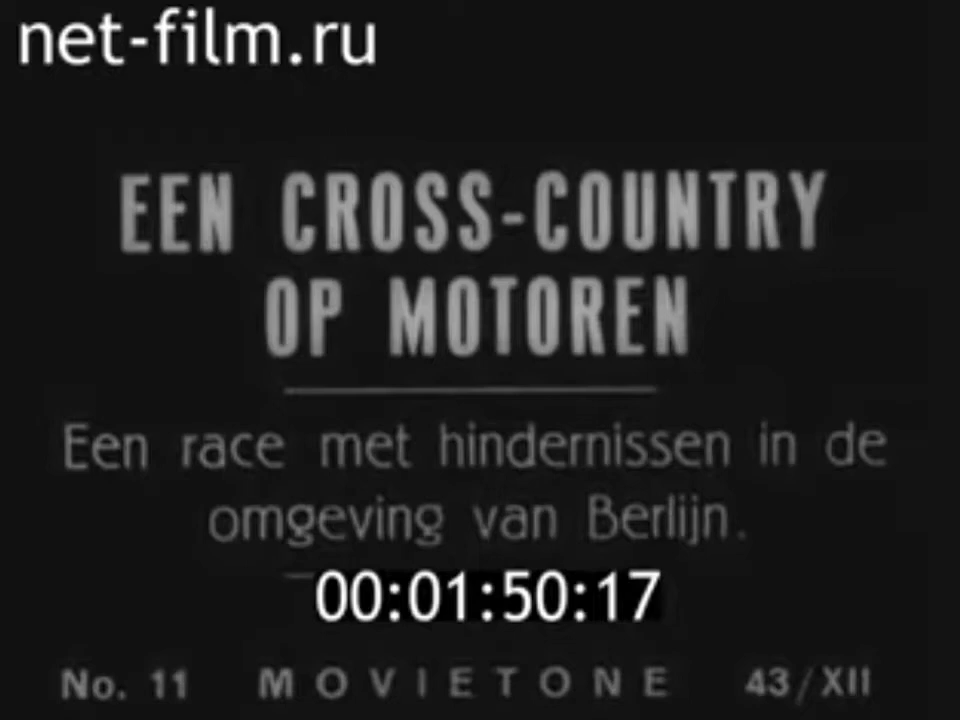 net-film.ru
EEN CROSS-COUNTRY
OP MOTOREN
Een race met hindernissen in de
omgeving van Berlijn.
00:01:50:17
No. 11 MOVIETONE 43/XII